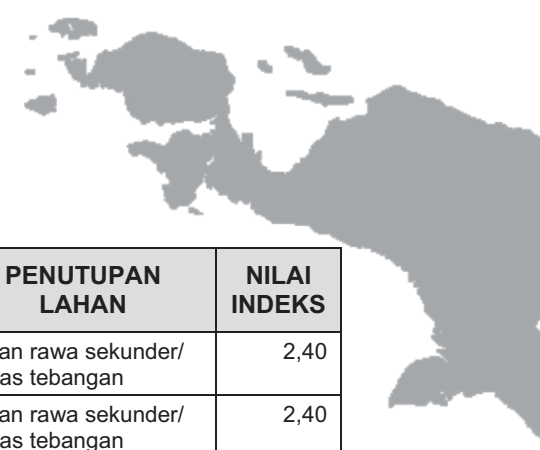 PENUTUPAN
LAHAN
NILAI
INDEKS
rawa sekunder/
2,40
tebangan
rawa sekunder/
2,40
tebangan